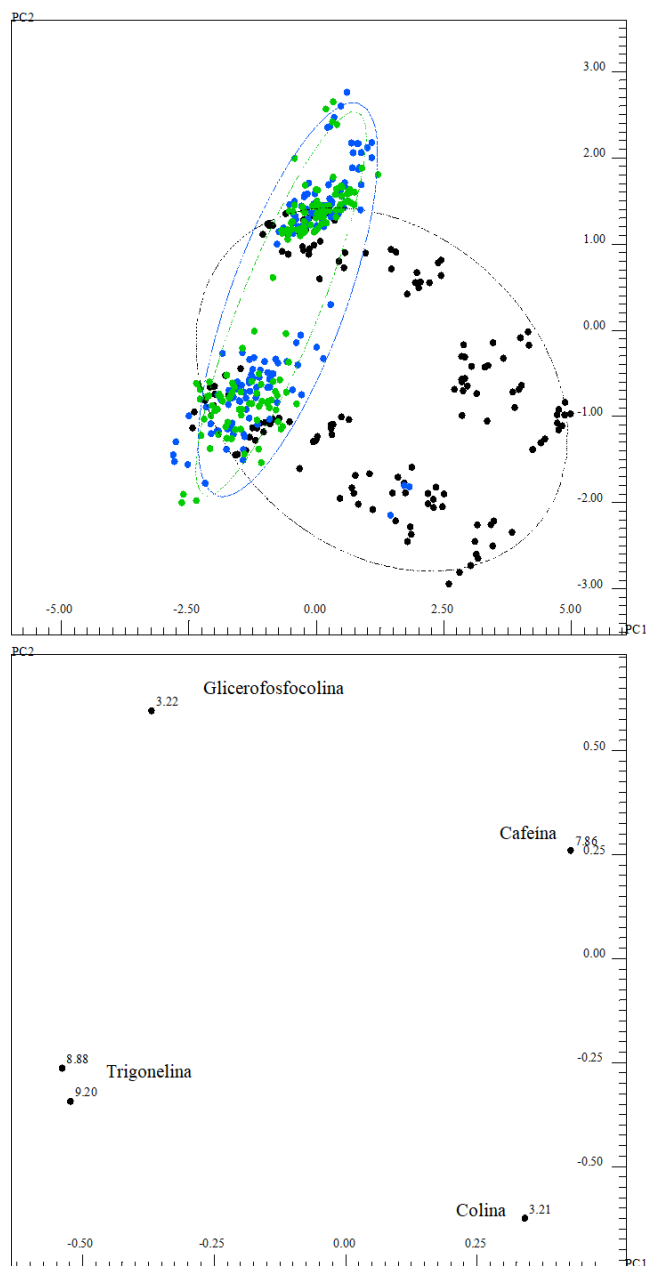 PC2
3.00
2.00
1.00
0.00
-1.00
-2.00
-3.00
-5.00 -2.50 0.00 2.50 5.00
PC1
PC2
3.22 Glicerofosfocolina
0.50
Cafeína 7.86
0.25
0.00
8.88
Trigonelina
9.20
-0.25
-0.50
Colina 3.21
-0.50 -0.25 0.00 0.25
PC1